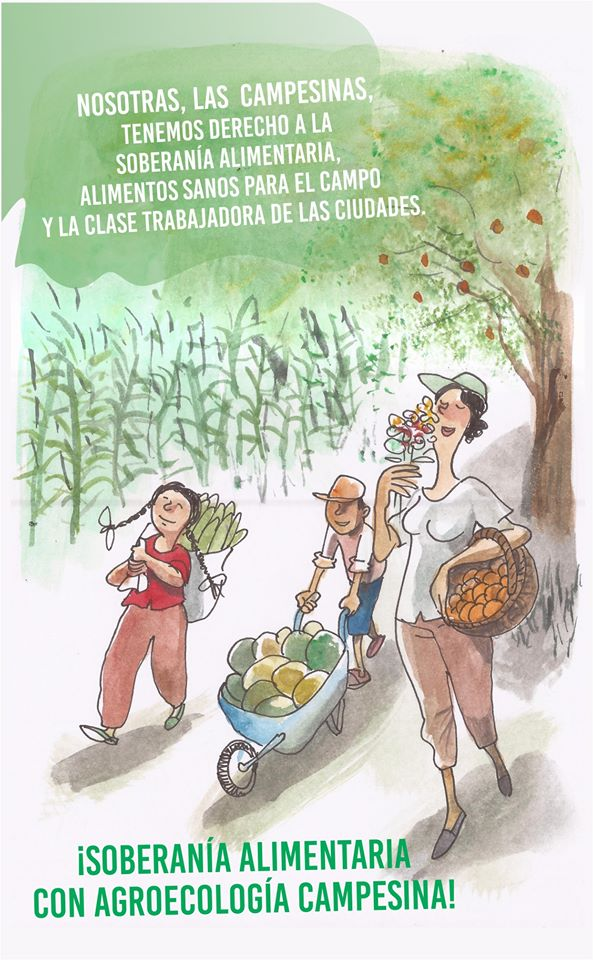 NOSOTRAS, LAS CAMPESINAS,
TENEMOS DERECHO A LA
SOBERANÍA ALIMENTARIA,
ALIMENTOS SANOS PARA EL CAMPO
Y LA CLASE TRABAJADORA DE LAS CIUDADES.
¡SOBERANÍA ALIMENTARIA
CON AGROECOLOGÍA CAMPESINA!